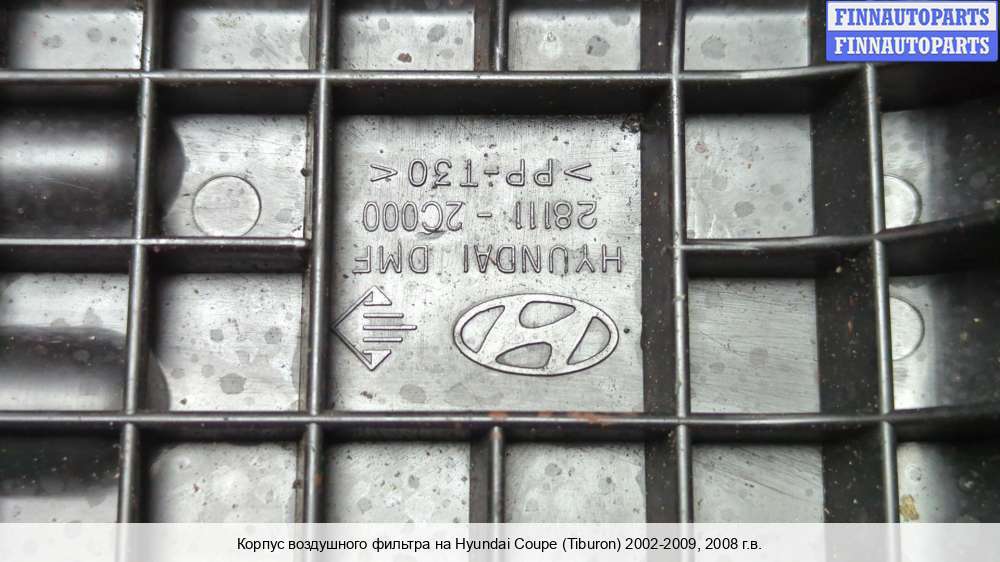 FINNAUTOPARTS
FINNAUTOPARTS
HYUNDAI DMF
28111 - 2C000
>PP-T30<
Корпус воздушного фильтра на Hyundai Coupe (Tiburon) 2002-2009, 2008 г.в.